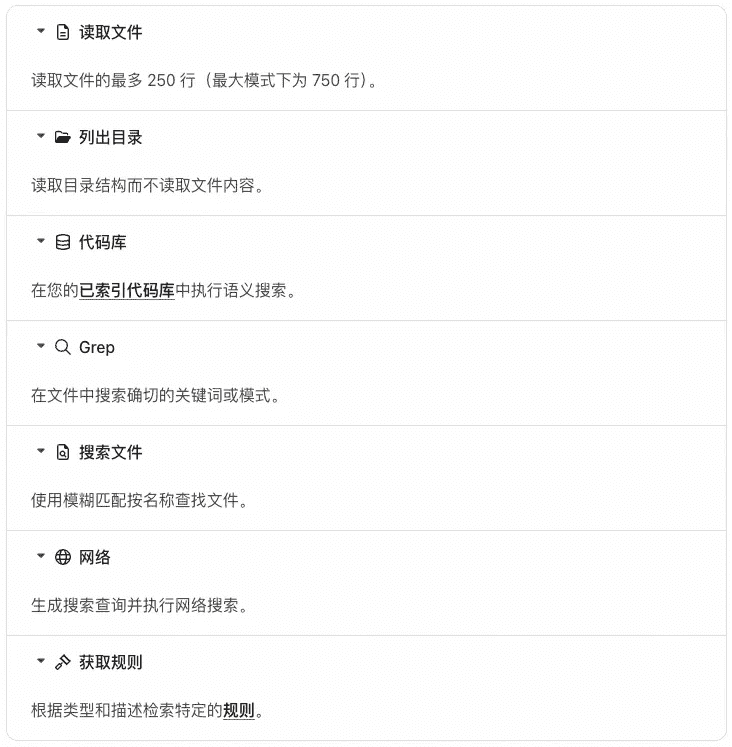 读取文件
读取文件的最多 250 行（最大模式下为 750 行）。
列出目录
读取目录结构而不读取文件内容。
代码库
在您的已索引代码库中执行语义搜索。
Grep
在文件中搜索确切的关键词或模式。
搜索文件
使用模糊匹配按名称查找文件。
网络
生成搜索查询并执行网络搜索。
获取规则
根据类型和描述检索特定的规则。